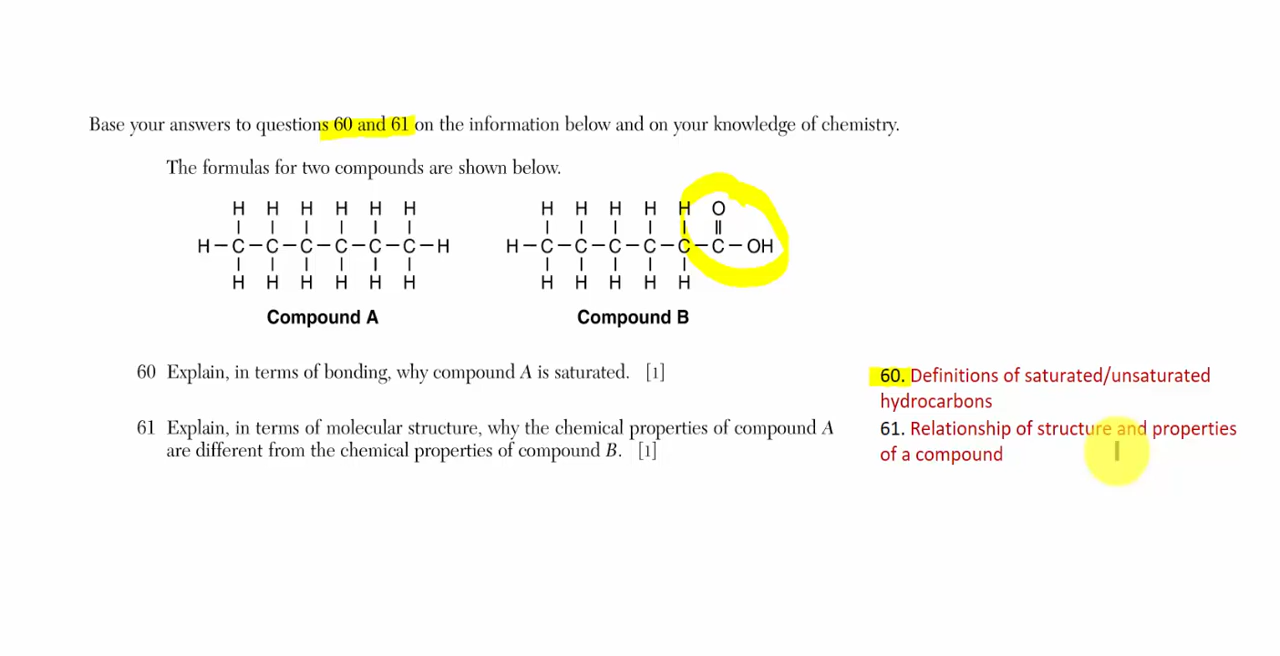 Base your answers to questions 60 and 61 on the information below and on your knowledge of chemistry.
The formulas for two compounds are shown below.
H H H H H H
H–C–C–C–C–C–C–H
H H H H H H
Compound A
H H H H H O
H–C–C–C–C–C–C–OH
H H H H H
Compound B
60 Explain, in terms of bonding, why compound A is saturated. [1]
61 Explain, in terms of molecular structure, why the chemical properties of compound A
are different from the chemical properties of compound B. [1]
60. Definitions of saturated/unsaturated
hydrocarbons
61. Relationship of structure and properties
of a compound